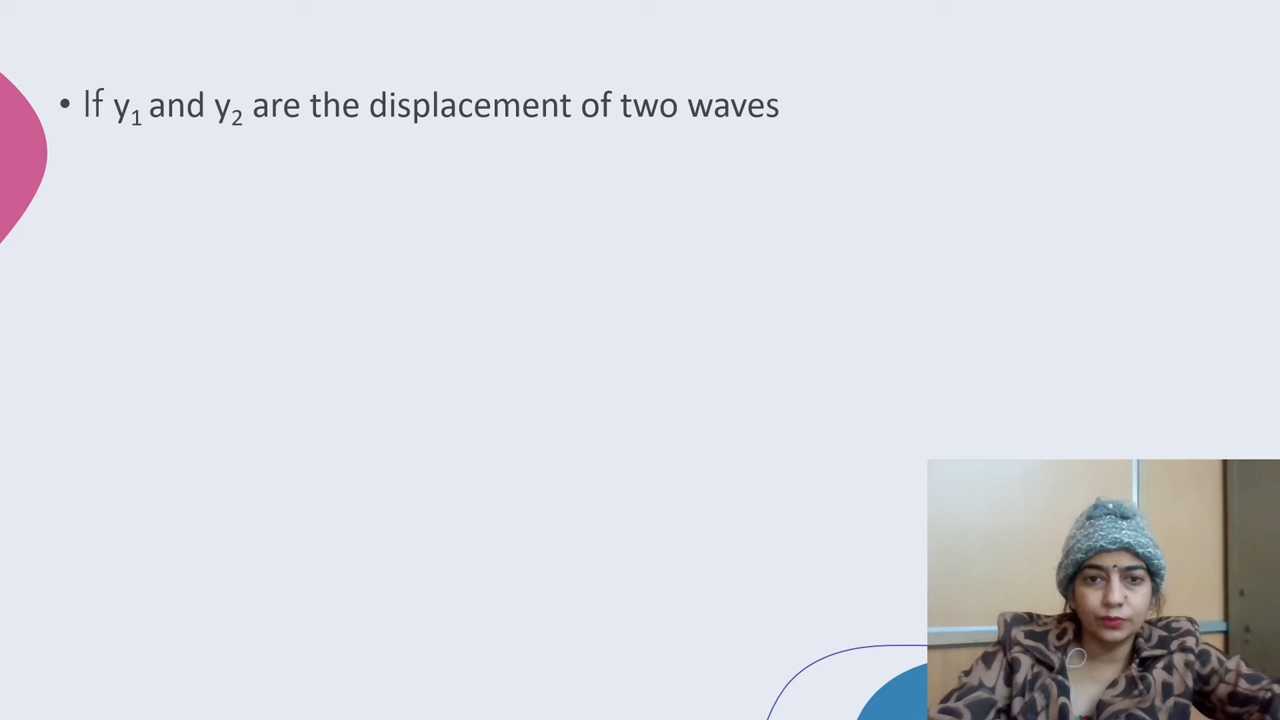 • If y₁ and y₂ are the displacement of two waves